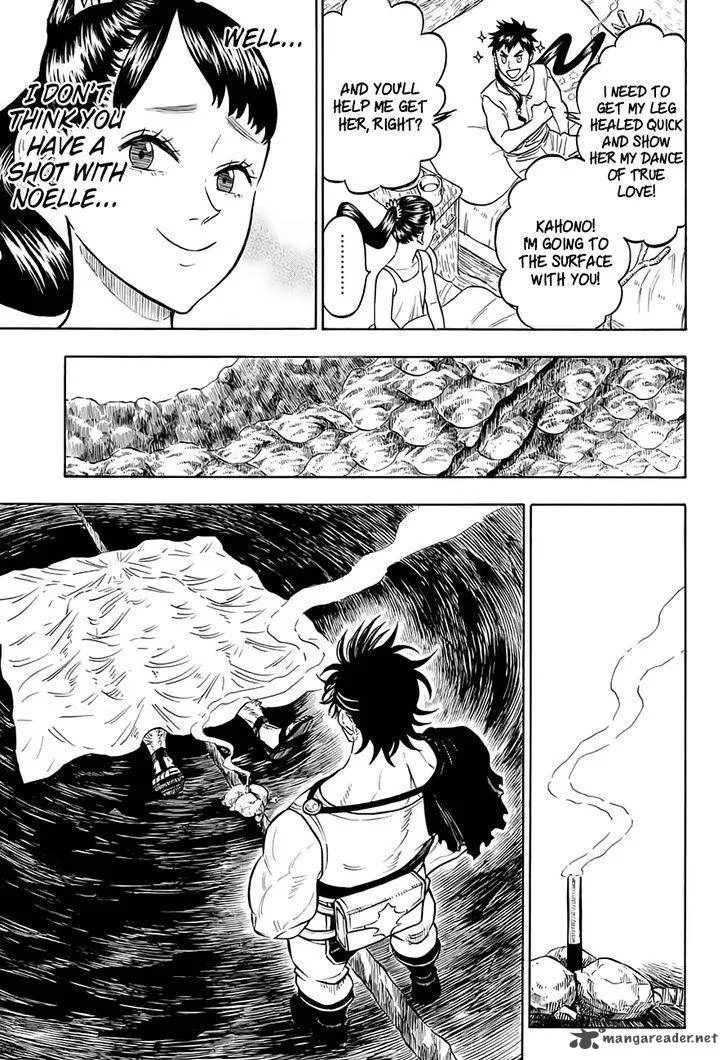 I NEED TO
GET MY LEG
HEALED QUICK
AND SHOW
HER MY DANCE
OF TRUE
LOVE!
KAHONO!
I'M GOING TO
THE SURFACE
WITH YOU!
AND YOU'LL
HELP ME GET
HER, RIGHT?
.........
WELL...
I DON'T
THINK YOU
HAVE A
SHOT WITH
NOELLE...
mangareader.net